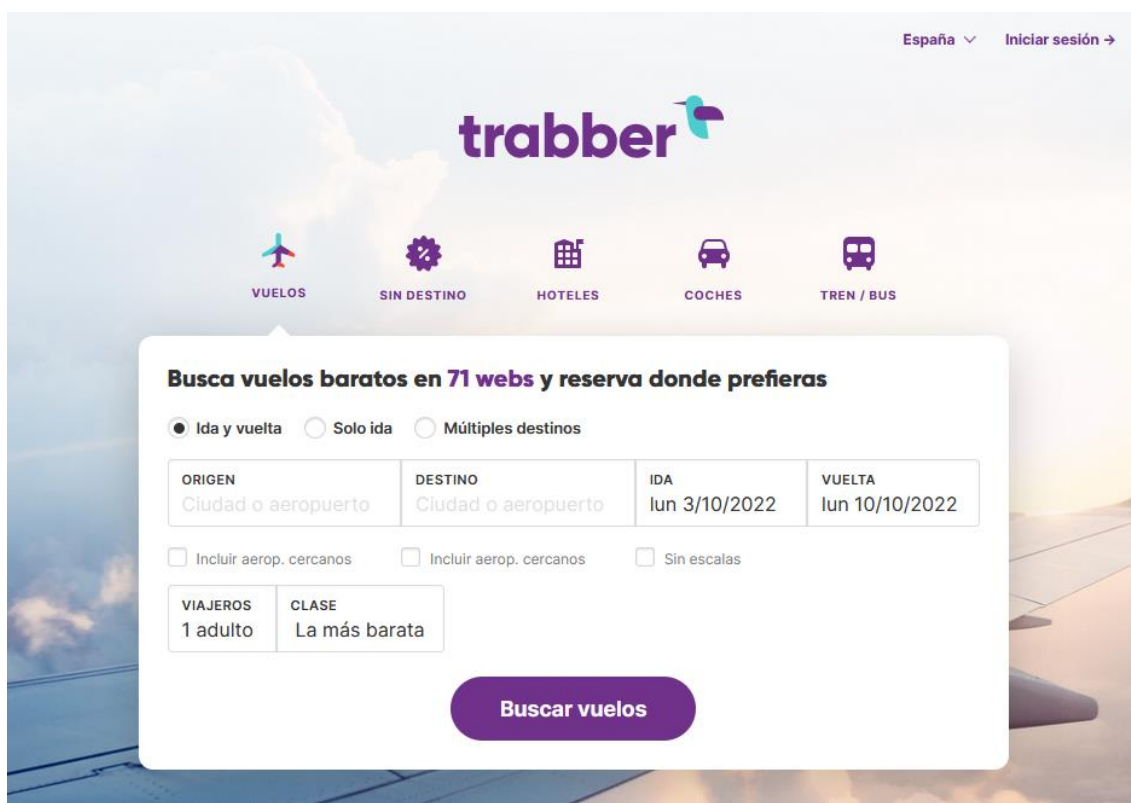 España
Iniciar sesión →
trabber
VUELOS
SIN DESTINO
HOTELES
COCHES
TREN / BUS
Busca vuelos baratos en 71 webs y reserva donde prefieras
Ida y vuelta
Solo ida
Múltiples destinos
ORIGEN
Ciudad o aeropuerto
DESTINO
Ciudad o aeropuerto
IDA
lun 3/10/2022
VUELTA
lun 10/10/2022
Incluir aerop. cercanos
Incluir aerop. cercanos
Sin escalas
VIAJEROS
1 adulto
CLASE
La más barata
Buscar vuelos